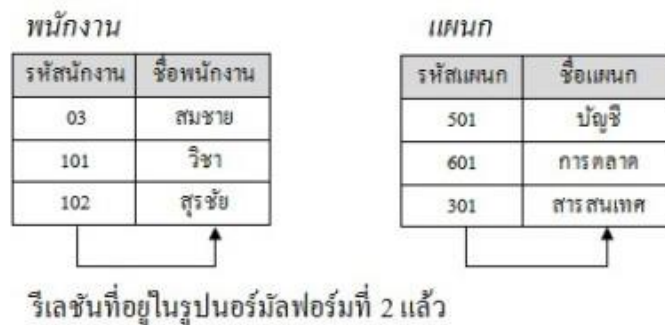 พนักงาน
แผนก
รหัสนักงาน ชื่อพนักงาน
03 สมชาย
101 วิชา
102 สุรชัย
รหัสแผนก ชื่อแผนก
501 บัญชี
601 การตลาด
301 สารสนเทศ
รีเลชันที่อยู่ในรูปนอร์มัลฟอร์มที่ 2 แล้ว